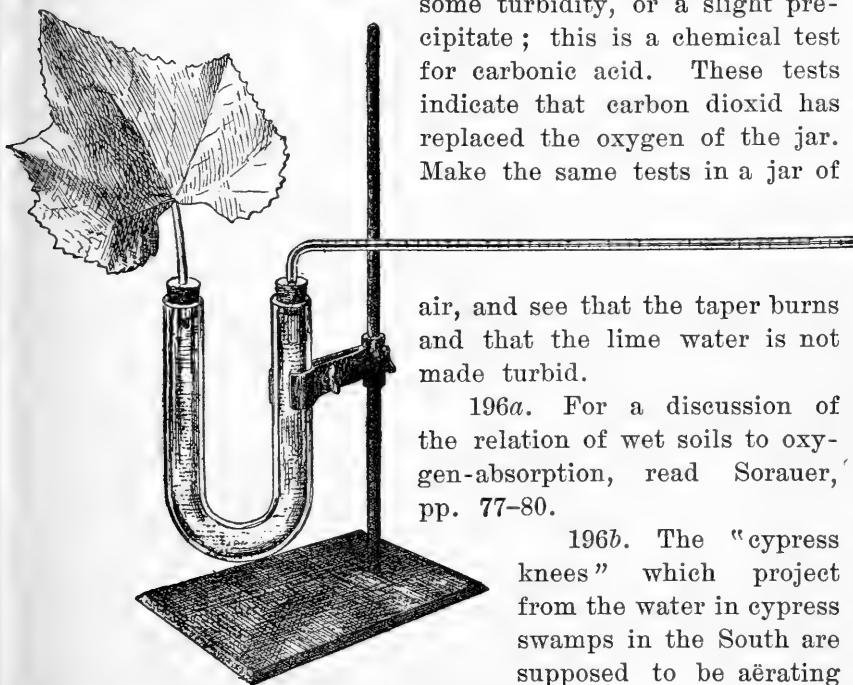 some turbidity, or a slight pre-
cipitate ; this is a chemical test
for carbonic acid. These tests
indicate that carbon dioxid has
replaced the oxygen of the jar.
Make the same tests in a jar of
air, and see that the taper burns
and that the lime water is not
made turbid.
196a. For a discussion of
the relation of wet soils to oxy-
gen-absorption, read Sorauer,
pp. 77–80.
196b. The "cypress
knees" which project
from the water in cypress
swamps in the South are
supposed to be aërating